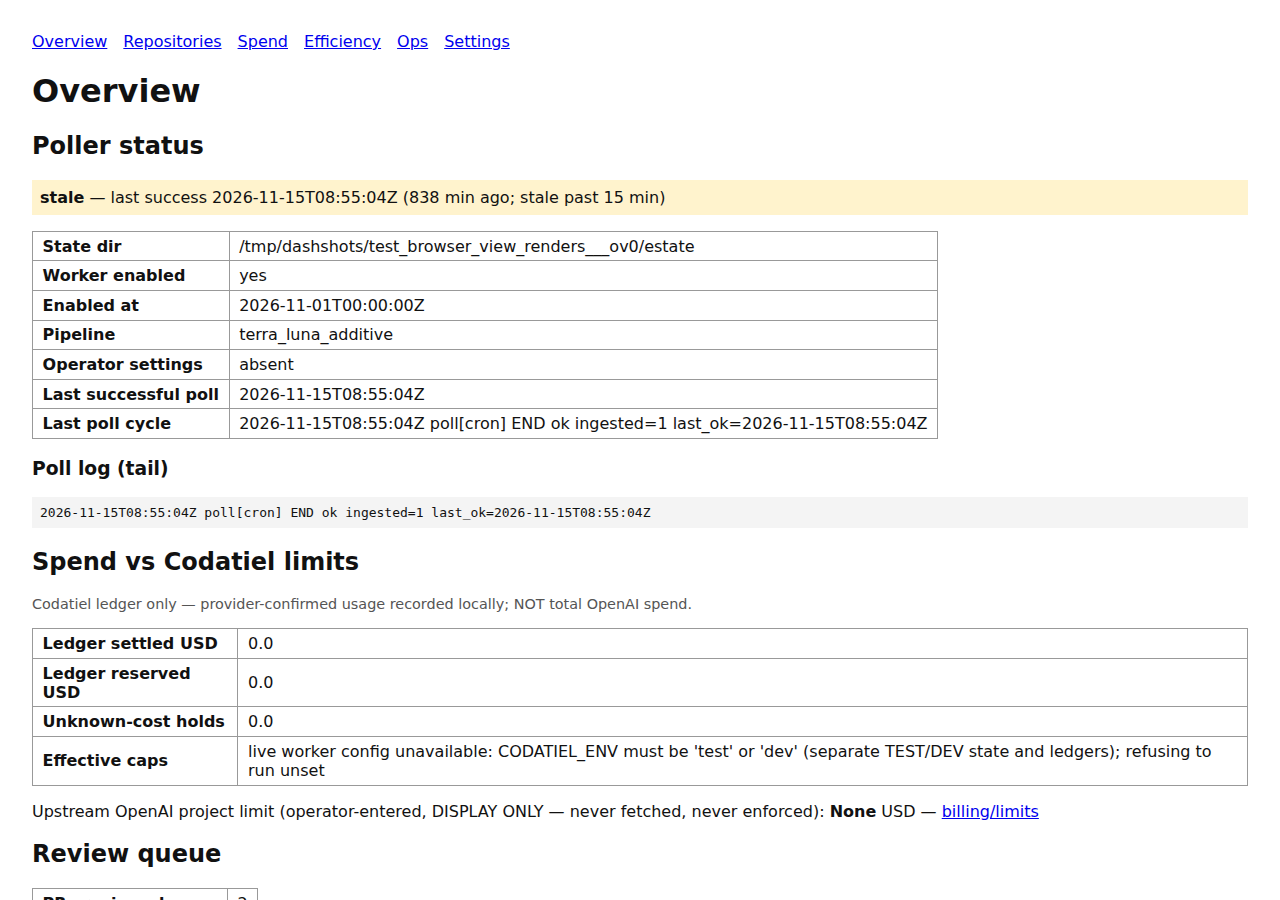 Overview Repositories Spend Efficiency Ops Settings
Overview
Poller status
stale — last success 2026-11-15T08:55:04Z (838 min ago; stale past 15 min)
State dir /tmp/dashshots/test_browser_view_renders___ov0/estate
Worker enabled yes
Enabled at 2026-11-01T00:00:00Z
Pipeline terra_luna_additive
Operator settings absent
Last successful poll 2026-11-15T08:55:04Z
Last poll cycle 2026-11-15T08:55:04Z poll[cron] END ok ingested=1 last_ok=2026-11-15T08:55:04Z
Poll log (tail)
2026-11-15T08:55:04Z poll[cron] END ok ingested=1 last_ok=2026-11-15T08:55:04Z
Spend vs Codatiel limits
Codatiel ledger only — provider-confirmed usage recorded locally; NOT total OpenAI spend.
Ledger settled USD 0.0
Ledger reserved
USD 0.0
Unknown-cost holds 0.0
Effective caps live worker config unavailable: CODATIEL_ENV must be 'test' or 'dev' (separate TEST/DEV state and ledgers); refusing to
run unset
Upstream OpenAI project limit (operator-entered, DISPLAY ONLY — never fetched, never enforced): None USD — billing/limits
Review queue